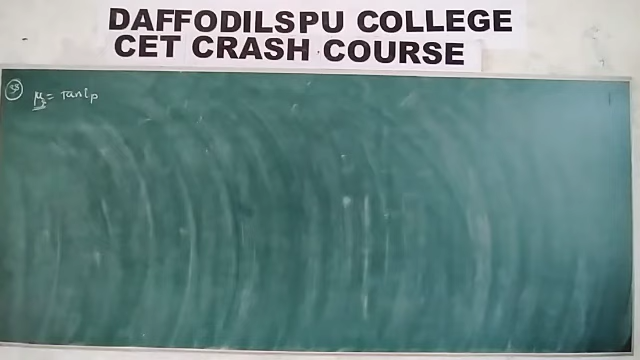 DAFFODILSPU COLLEGE
CET CRASH COURSE
μ = Tan ip